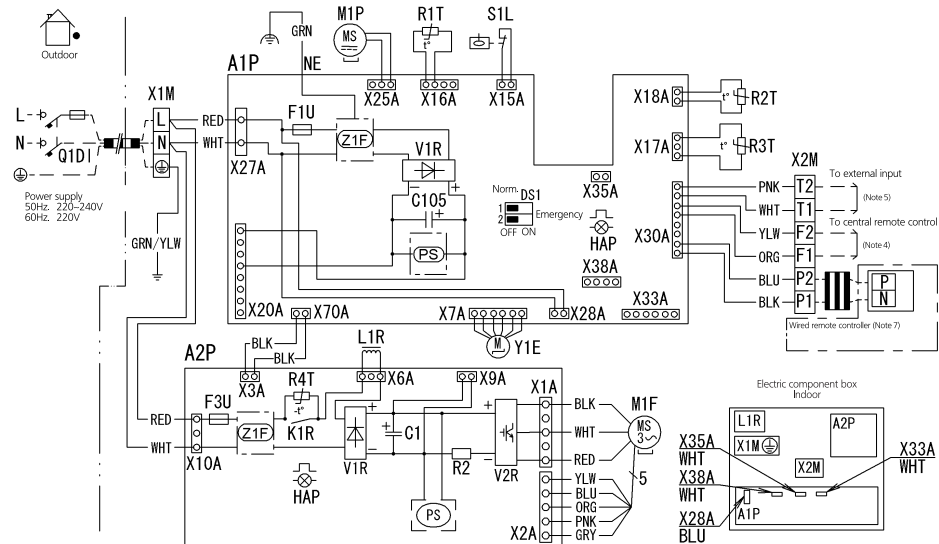 Outdoor
L
N
Q1DI
Power supply
50Hz. 220–240V
60Hz. 220V
X1M
L
N
RED
WHT
GRN/YLW
GRN
NE
A1P
M1P
MS
R1T
t°
S1L
X25A
X16A
X15A
X27A
F1U
Z1F
V1R
−
+
C105
+
PS
Norm.
DS1
1
2
Emergency
OFF ON
X35A
HAP
X38A
X33A
X18A
t°
R2T
X17A
t°
R3T
X30A
X2M
PNK
T2
To external input
(Note 5)
WHT
T1
YLW
F2
To central remote control
(Note 4)
ORG
F1
BLU
P2
BLK
P1
P
N
Wired remote controller (Note 7)
X20A
X70A
X7A
X28A
M
Y1E
A2P
BLK
BLK
X3A
L1R
X6A
X9A
R4T
-t°
K1R
RED
F3U
WHT
Z1F
X10A
HAP
V1R
+
C1
PS
R2
+
−
V2R
X1A
BLK
WHT
RED
M1F
MS
3~
5
YLW
BLU
ORG
PNK
GRY
X2A
Electric component box
Indoor
L1R
A2P
X1M
X2M
A1P
X35A
WHT
X38A
WHT
X28A
BLU
X33A
WHT